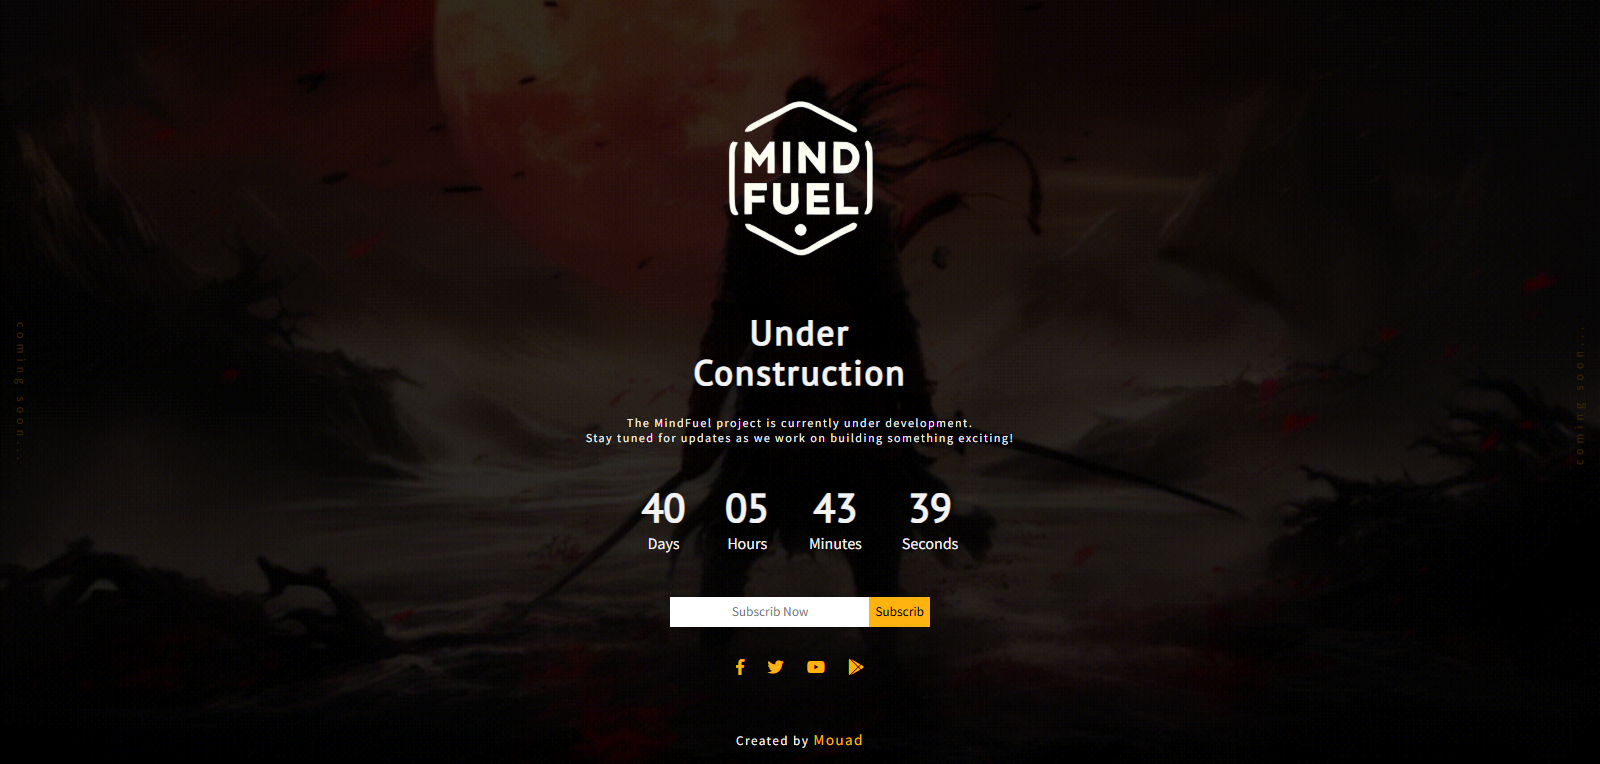 MIND
FUEL
Under
Construction
The MindFuel project is currently under development.
Stay tuned for updates as we work on building something exciting!
40 05 43 39
Days Hours Minutes Seconds
Subscrib Now Subscrib
Created by Mouad
coming soon...
coming soon...